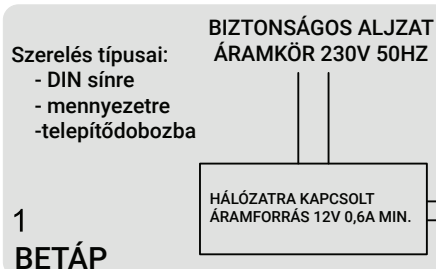 BIZTONSÁGOS ALJZAT
ÁRAMKÖR 230V 50HZ
Szerelés típusai:
- DIN sínre
- mennyezetre
-telepítődobozba
HÁLÓZATRA KAPCSOLT
ÁRAMFORRÁS 12V 0,6A MIN.
1
BETÁP